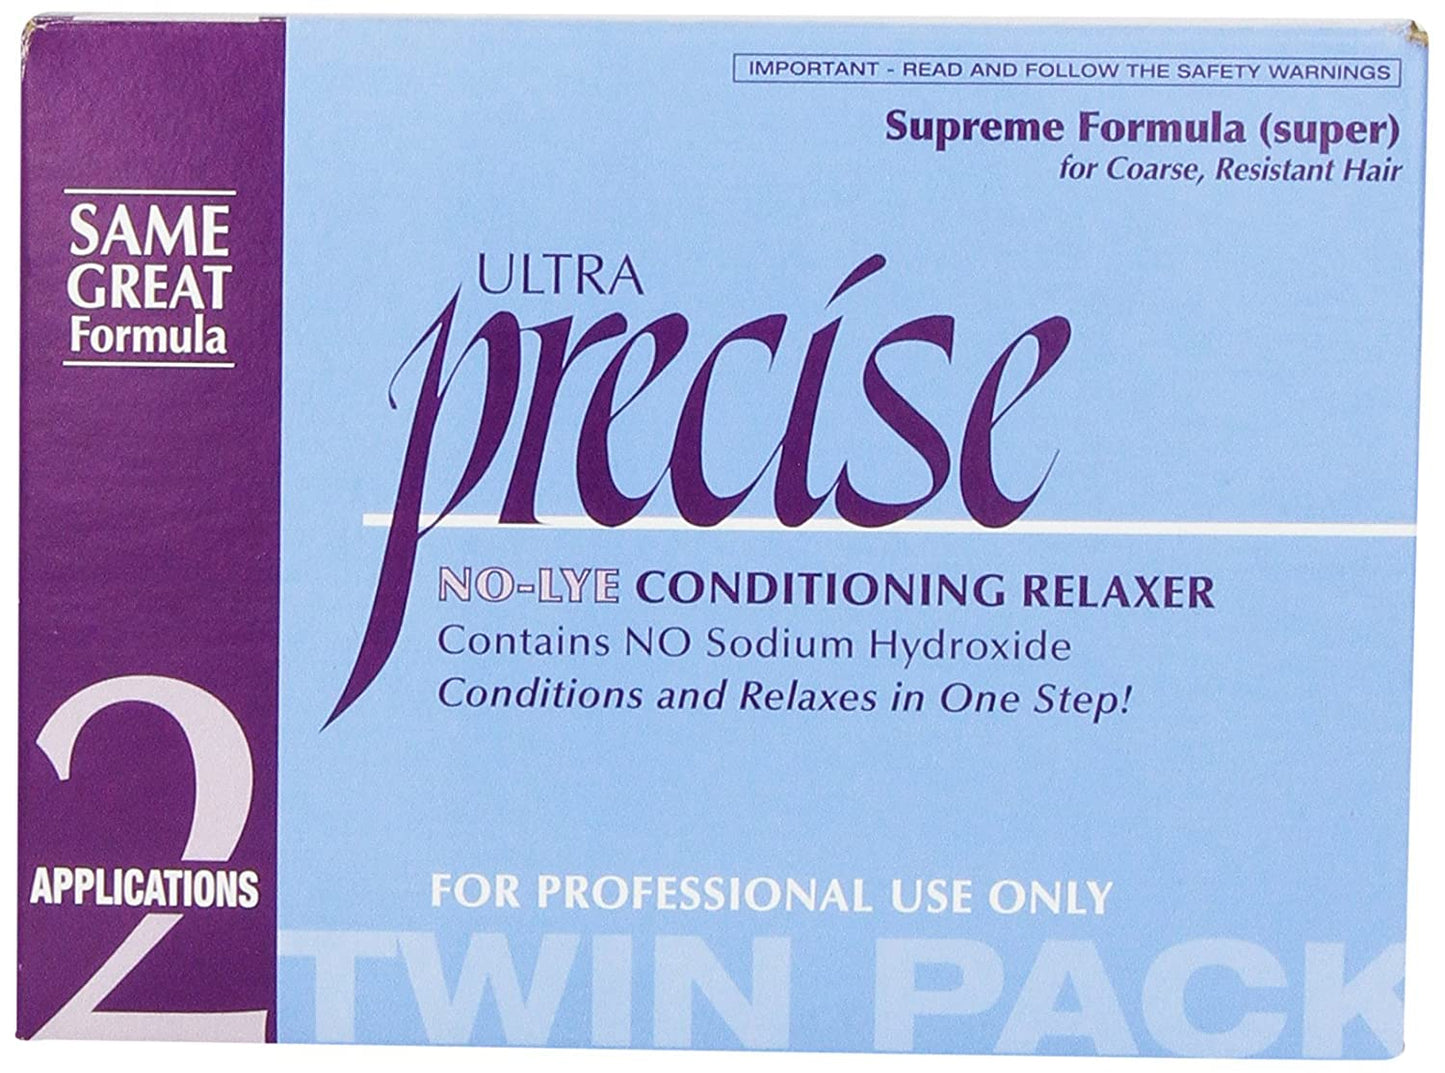 IMPORTANT - READ AND FOLLOW THE SAFETY WARNINGS
Supreme Formula (super)
for Coarse, Resistant Hair
SAME
GREAT
Formula
ULTRA
precise
NO-LYE CONDITIONING RELAXER
Contains NO Sodium Hydroxide
Conditions and Relaxes in One Step!
2
APPLICATIONS
FOR PROFESSIONAL USE ONLY
TWIN PACK